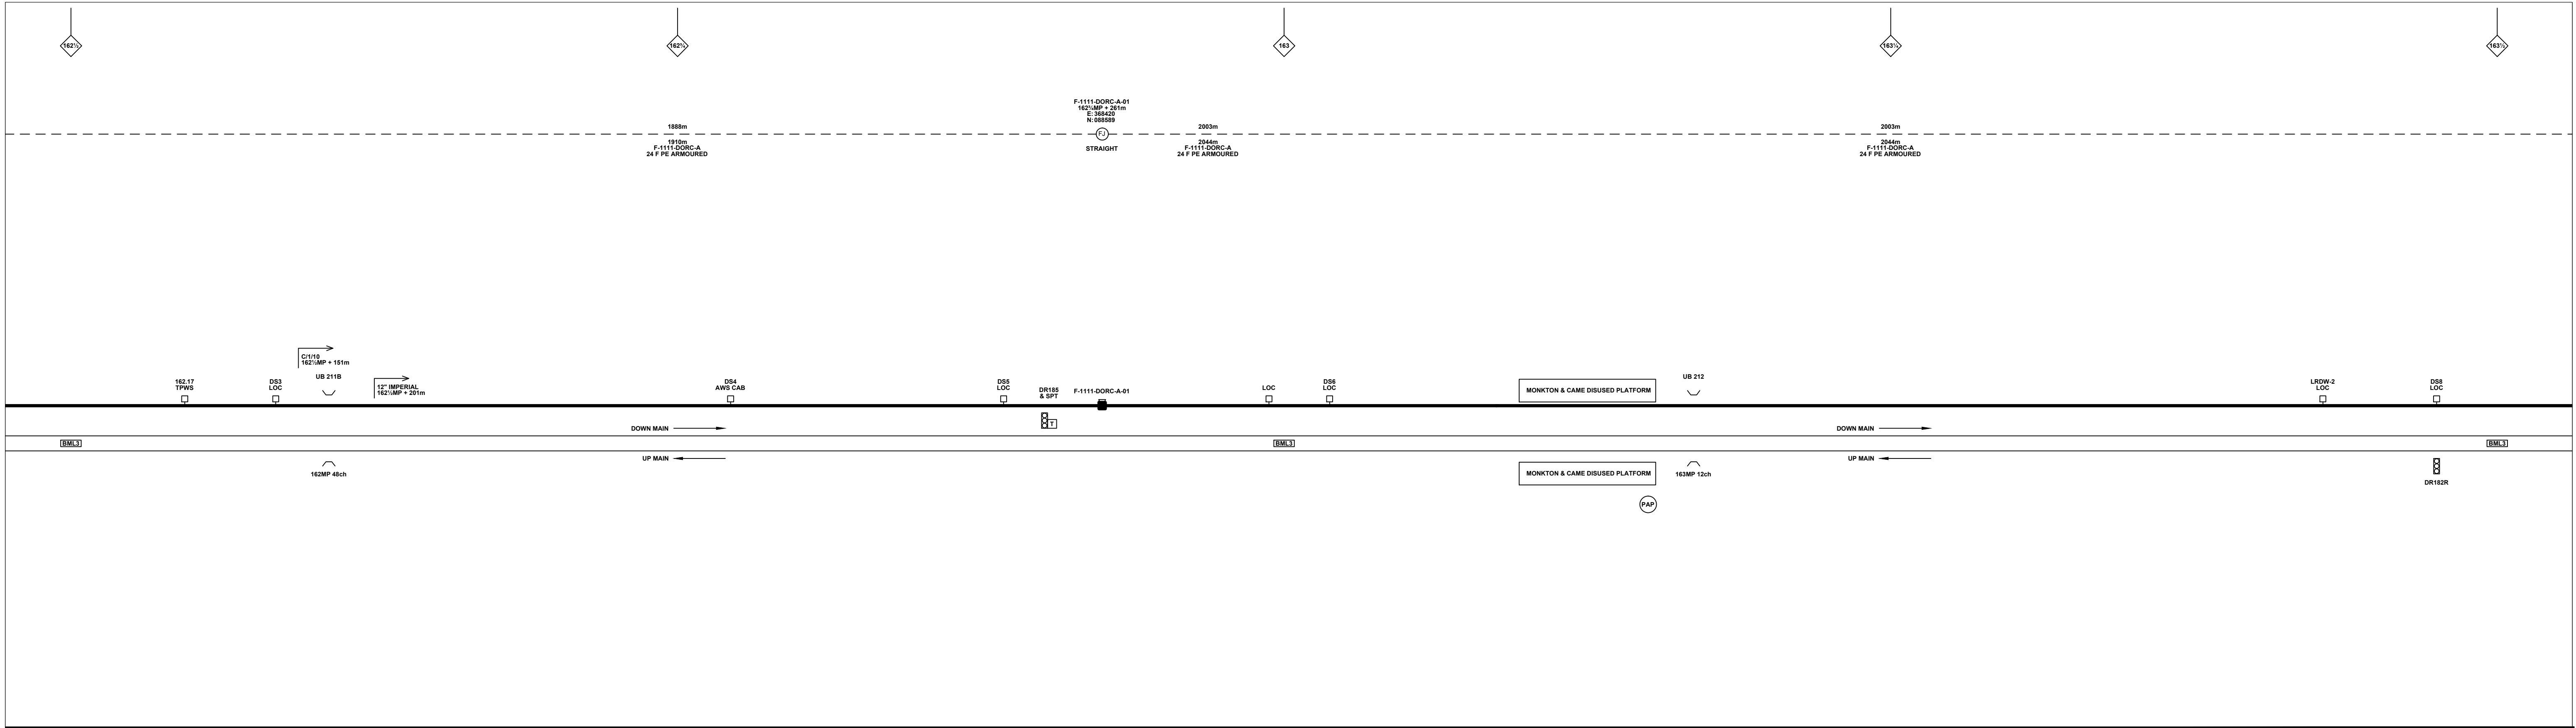 162½
162¾
163
163¼
163½
F-1111-DORC-A-01
162¾MP + 261m
E: 368420
N: 088589
FJ
STRAIGHT
1888m
1910m
F-1111-DORC-A
24 F PE ARMOURED
2003m
2044m
F-1111-DORC-A
24 F PE ARMOURED
2003m
2044m
F-1111-DORC-A
24 F PE ARMOURED
C/1/10
162½MP + 151m
162.17
TPWS
DS3
LOC
UB 211B
12" IMPERIAL
162½MP + 201m
DS4
AWS CAB
DS5
LOC
DR185
& SPT
T
F-1111-DORC-A-01
LOC
DS6
LOC
MONKTON & CAME DISUSED PLATFORM
UB 212
LRDW-2
LOC
DS8
LOC
DOWN MAIN
DOWN MAIN
BML3
BML3
BML3
UP MAIN
UP MAIN
162MP 48ch
MONKTON & CAME DISUSED PLATFORM
163MP 12ch
DR182R
PAP